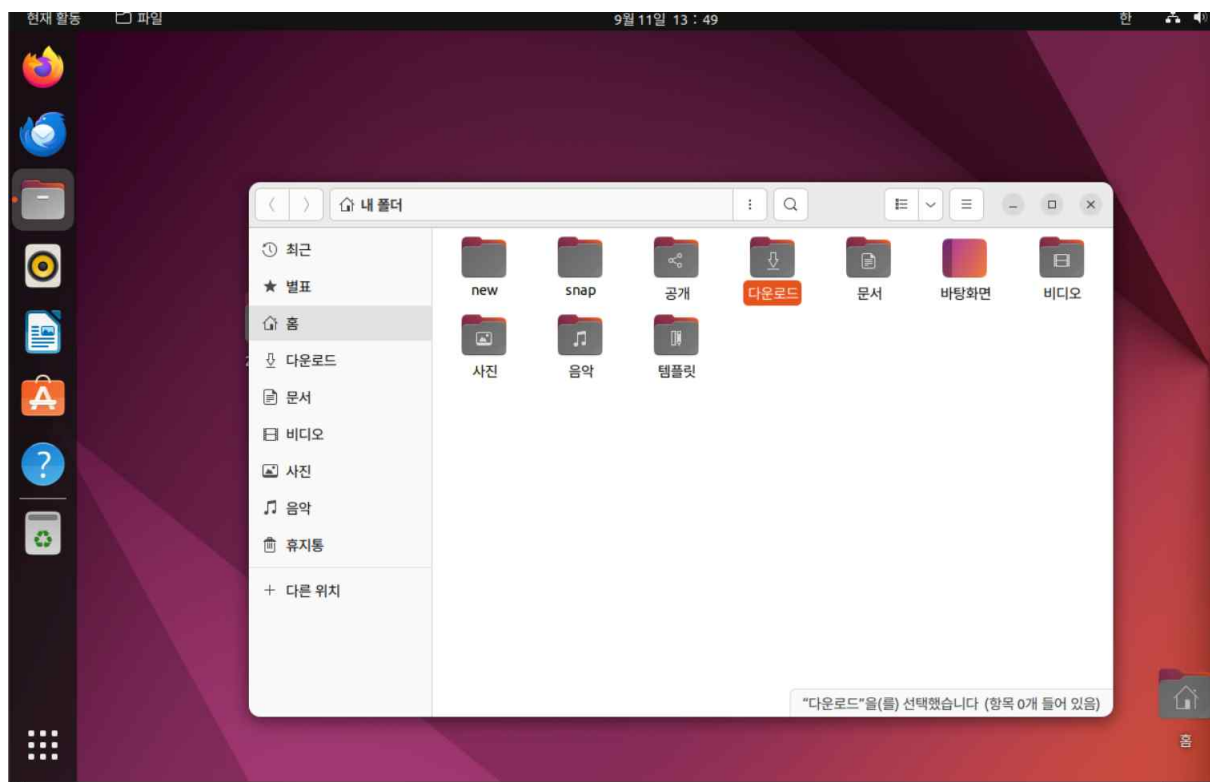 현재 활동 파일 9월 11일 13 : 49 한
내 폴더
최근
별표
홈
다운로드
문서
비디오
사진
음악
휴지통
다른 위치
new snap 공개 다운로드 문서 바탕화면 비디오
사진 음악 템플릿
"다운로드"을(를) 선택했습니다 (항목 0개 들어 있음)
홈